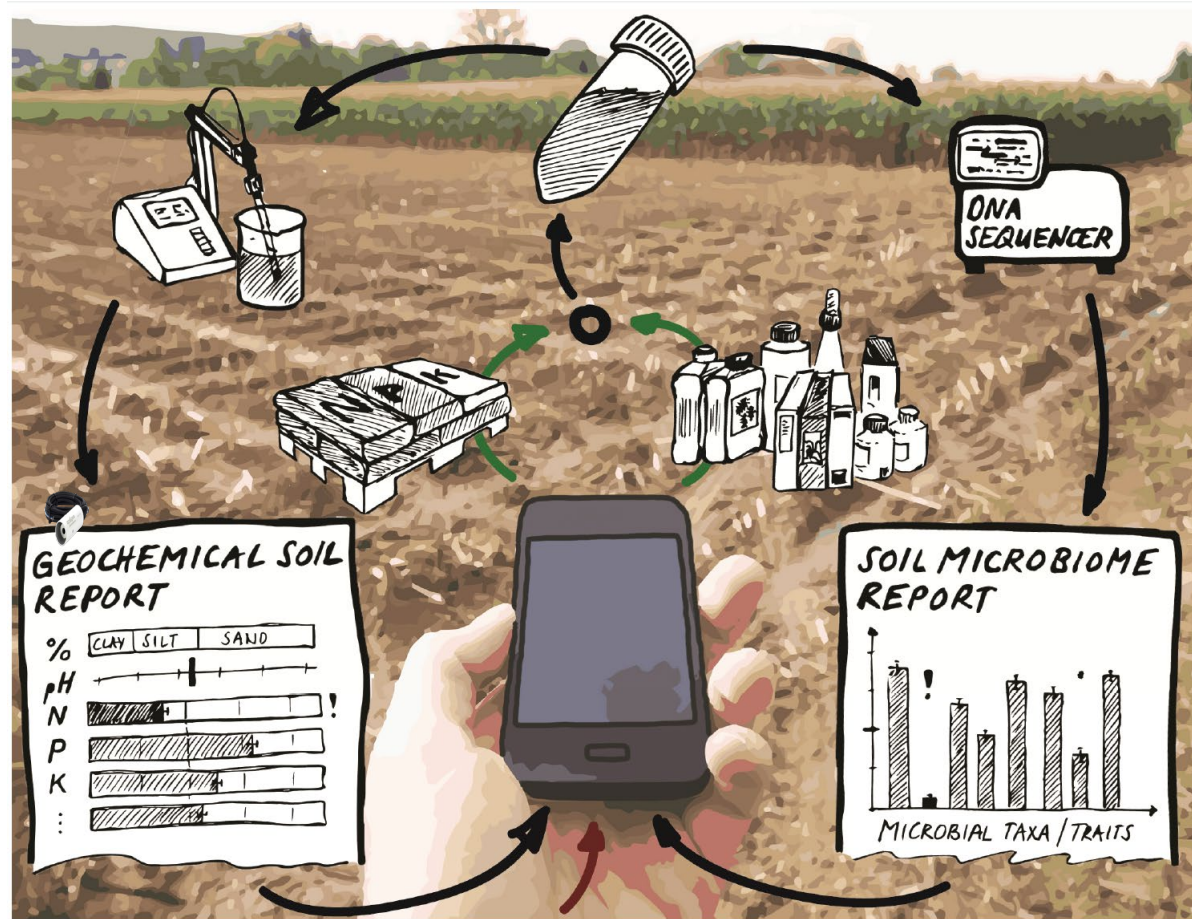 DNA
SEQUENCER
N A K
GEOCHEMICAL SOIL
REPORT
% CLAY SILT SAND
pH
N !
P
K
:
SOIL MICROBIOME
REPORT
!
MICROBIAL TAXA/TRAITS